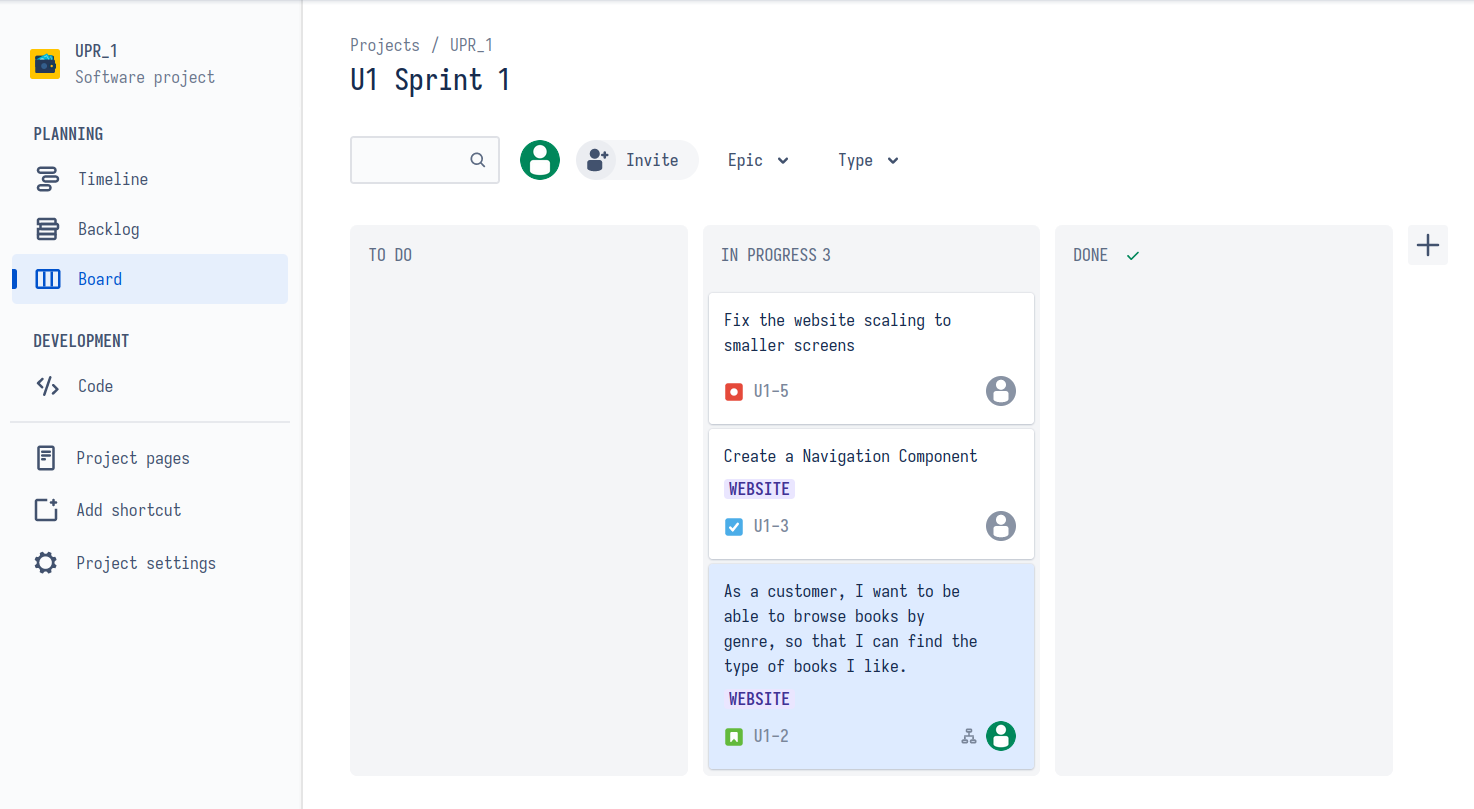 UPR_1
Software project
PLANNING
Timeline
Backlog
Board
DEVELOPMENT
Code
Project pages
Add shortcut
Project settings
Projects / UPR_1
U1 Sprint 1
Invite
Epic
Type
TO DO
IN PROGRESS 3
Fix the website scaling to
smaller screens
U1-5
Create a Navigation Component
WEBSITE
U1-3
As a customer, I want to be
able to browse books by
genre, so that I can find the
type of books I like.
WEBSITE
U1-2
DONE